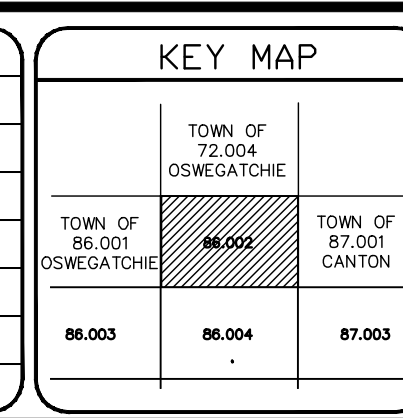 KEY MAP
TOWN OF
72.004
OSWEGATCHIE
TOWN OF
86.001
OSWEGATCHIE
86.002
TOWN OF
87.001
CANTON
86.003
86.004
87.003